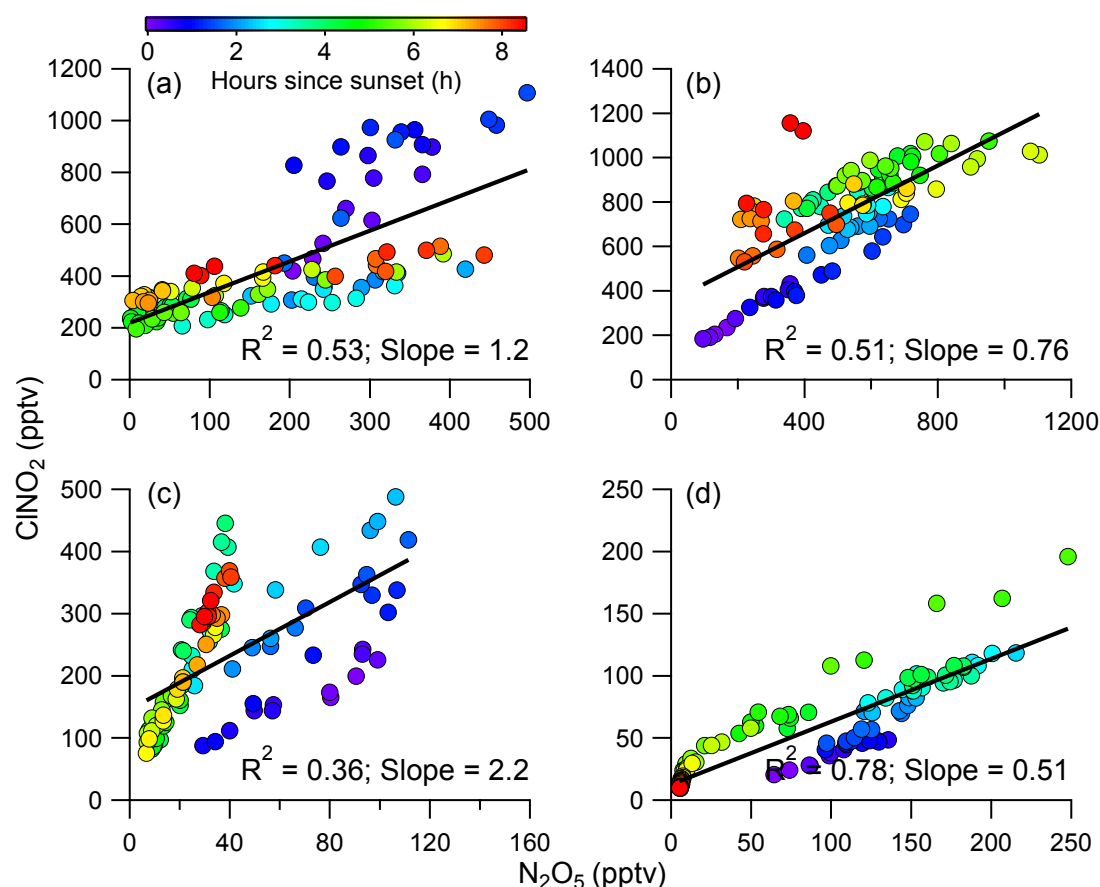 0 2 4 6 8
Hours since sunset (h)
(a)
1200
1000
800
600
400
200
0
0 100 200 300 400 500
R² = 0.53; Slope = 1.2
(b)
1400
1200
1000
800
600
400
200
0
0 400 800 1200
R² = 0.51; Slope = 0.76
ClNO₂ (pptv)
(c)
500
400
300
200
100
0
0 40 80 120 160
R² = 0.36; Slope = 2.2
(d)
250
200
150
100
50
0
0 50 100 150 200 250
R² = 0.78; Slope = 0.51
N₂O₅ (pptv)